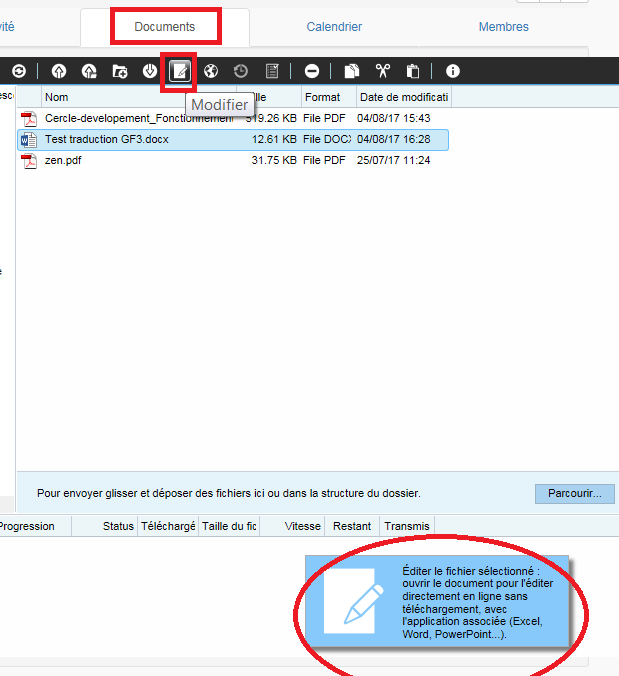 ité Documents Calendrier Membres
Modifier
esc Nom lle Format Date de modificati
Cercle-developement_Fonctionnement 519.26 KB File PDF 04/08/17 15:43
Test traduction GF3.docx 12.61 KB File DOCX 04/08/17 16:28
zen.pdf 31.75 KB File PDF 25/07/17 11:24
e
Pour envoyer glisser et déposer des fichiers ici ou dans la structure du dossier. Parcourir...
Progression Status Téléchargé Taille du fic Vitesse Restant Transmis
Éditer le fichier sélectionné :
ouvrir le document pour l'éditer
directement en ligne sans
téléchargement, avec
l'application associée (Excel,
Word, PowerPoint...).